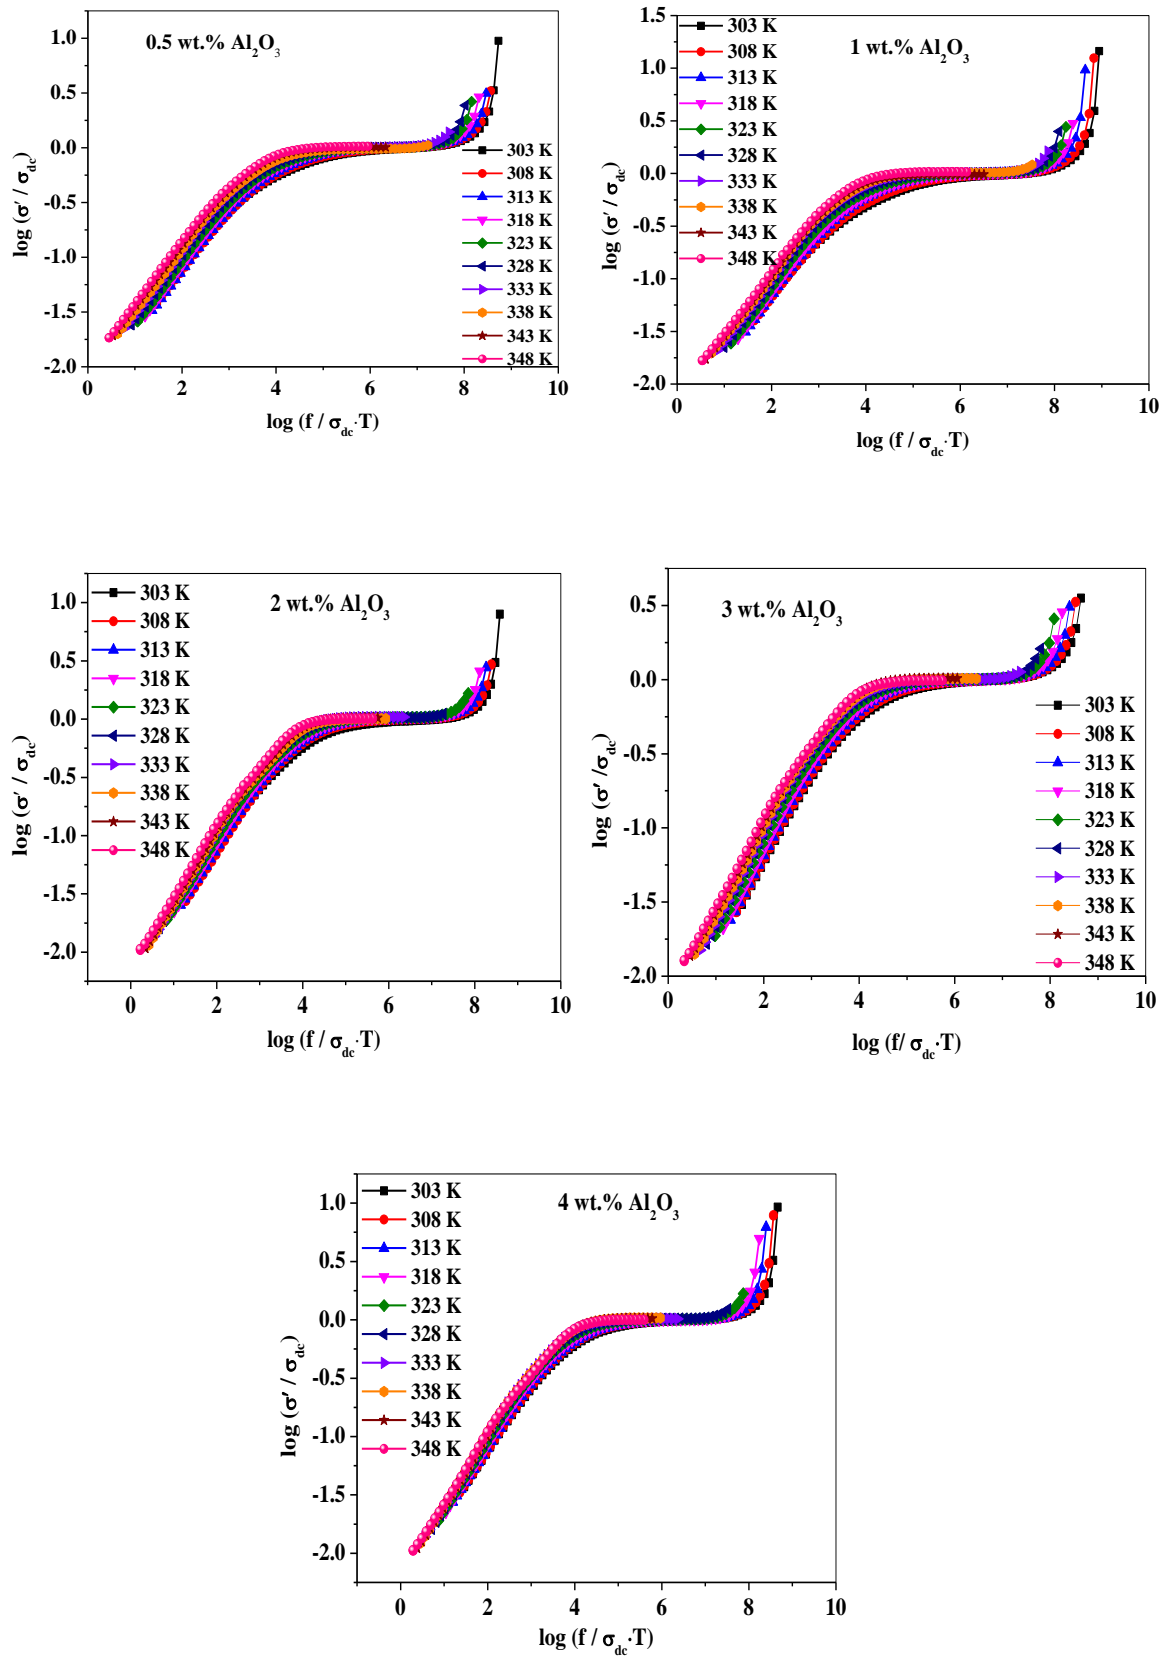 0.5 wt.% Al₂O₃
1.0
0.5
0.0
-0.5
-1.0
-1.5
-2.0
log (σ′ / σdc)
303 K
308 K
313 K
318 K
323 K
328 K
333 K
338 K
343 K
348 K
0 2 4 6 8 10
log (f / σdc·T)
1 wt.% Al₂O₃
1.5
1.0
0.5
0.0
-0.5
-1.0
-1.5
-2.0
log (σ′ / σdc)
303 K
308 K
313 K
318 K
323 K
328 K
333 K
338 K
343 K
348 K
0 2 4 6 8 10
log (f / σdc·T)
2 wt.% Al₂O₃
1.0
0.5
0.0
-0.5
-1.0
-1.5
-2.0
log (σ′ / σdc)
303 K
308 K
313 K
318 K
323 K
328 K
333 K
338 K
343 K
348 K
0 2 4 6 8 10
log (f / σdc·T)
3 wt.% Al₂O₃
0.5
0.0
-0.5
-1.0
-1.5
-2.0
log (σ′ /σdc)
303 K
308 K
313 K
318 K
323 K
328 K
333 K
338 K
343 K
348 K
0 2 4 6 8 10
log (f/ σdc·T)
4 wt.% Al₂O₃
1.0
0.5
0.0
-0.5
-1.0
-1.5
-2.0
log (σ′ / σdc)
303 K
308 K
313 K
318 K
323 K
328 K
333 K
338 K
343 K
348 K
0 2 4 6 8 10
log (f / σdc·T)